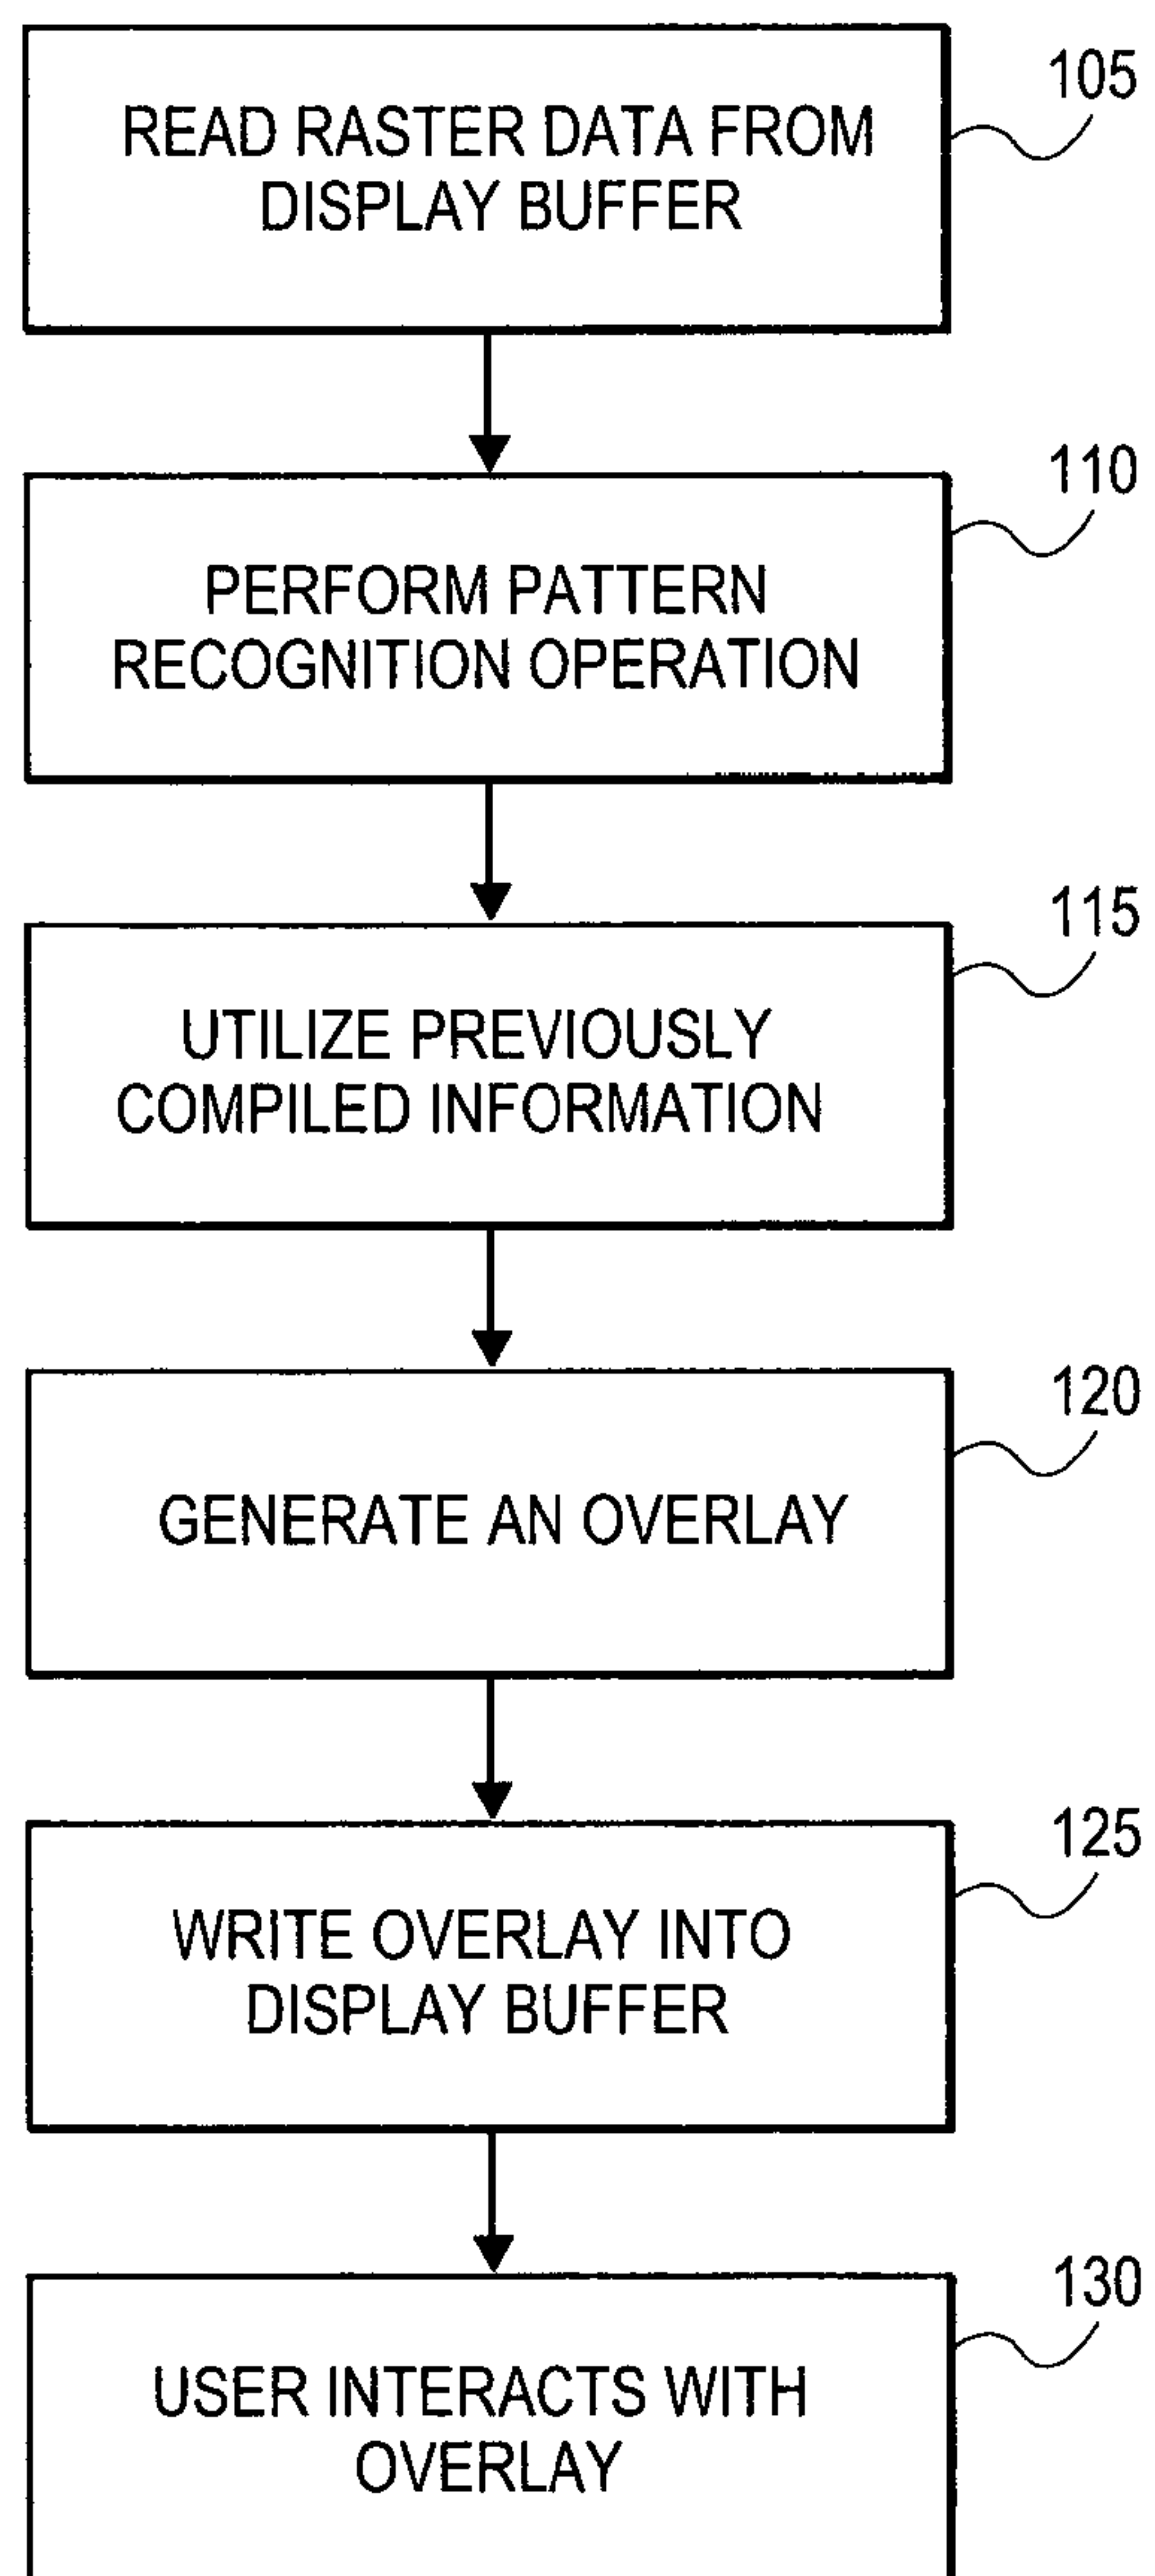 105
READ RASTER DATA FROM
DISPLAY BUFFER
110
PERFORM PATTERN
RECOGNITION OPERATION
115
UTILIZE PREVIOUSLY
COMPILED INFORMATION
120
GENERATE AN OVERLAY
125
WRITE OVERLAY INTO
DISPLAY BUFFER
130
USER INTERACTS WITH
OVERLAY